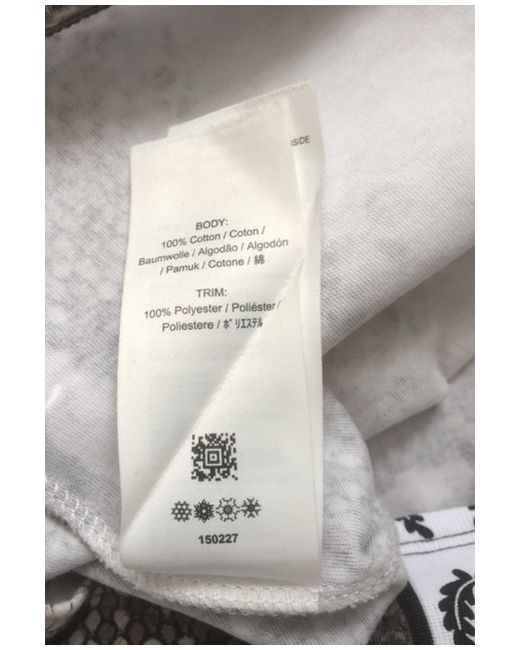 ISIDE
BODY:
100% Cotton / Coton /
Baumwolle / Algodão / Algodón
/ Pamuk / Cotone / 綿
TRIM:
100% Polyester / Poliéster/
Poliestere / ポリエステル
150227